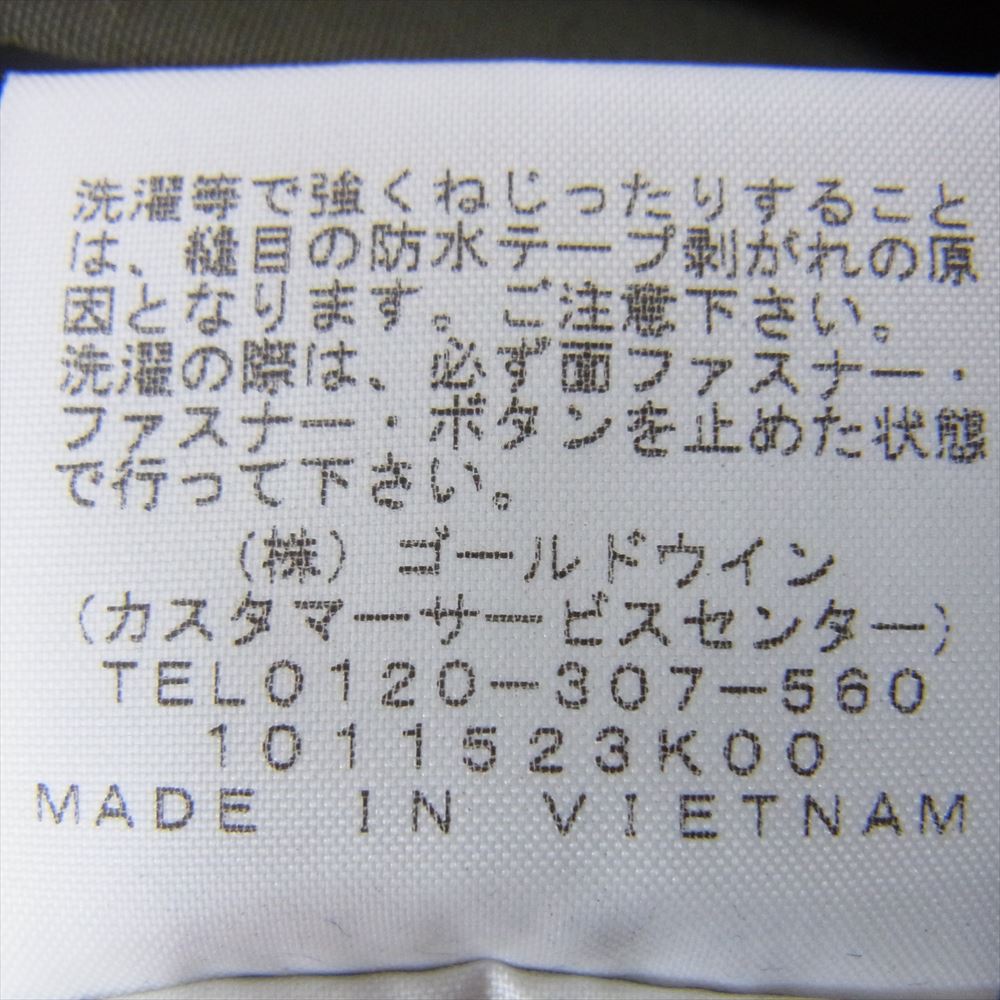 洗濯等で強くねじったりすること
は、縫目の防水テープ剥がれの原
因となります。ご注意下さい。
洗濯の際は、必ず面ファスナー・
ファスナー・ボタンを止めた状態
で行って下さい。
(株) ゴールドウイン
(カスタマーサービスセンター)
TEL0120-307-560
1011523K00
MADE IN VIETNAM